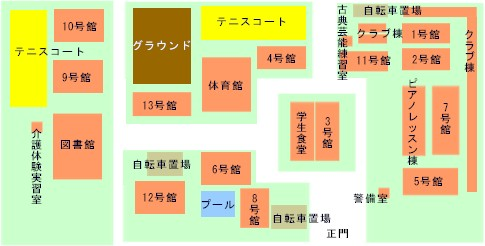 10号館
テニスコート
9号館
図書館
介護体験実習室
グラウンド
テニスコート
4号館
体育館
13号館
学生食堂
3号館
自転車置場
6号館
12号館
プール
8号館
自転車置場
正門
自転車置場
古典芸能練習室
クラブ棟
1号館
クラブ棟
11号館
2号館
ピアノレッスン棟
7号館
5号館
警備室